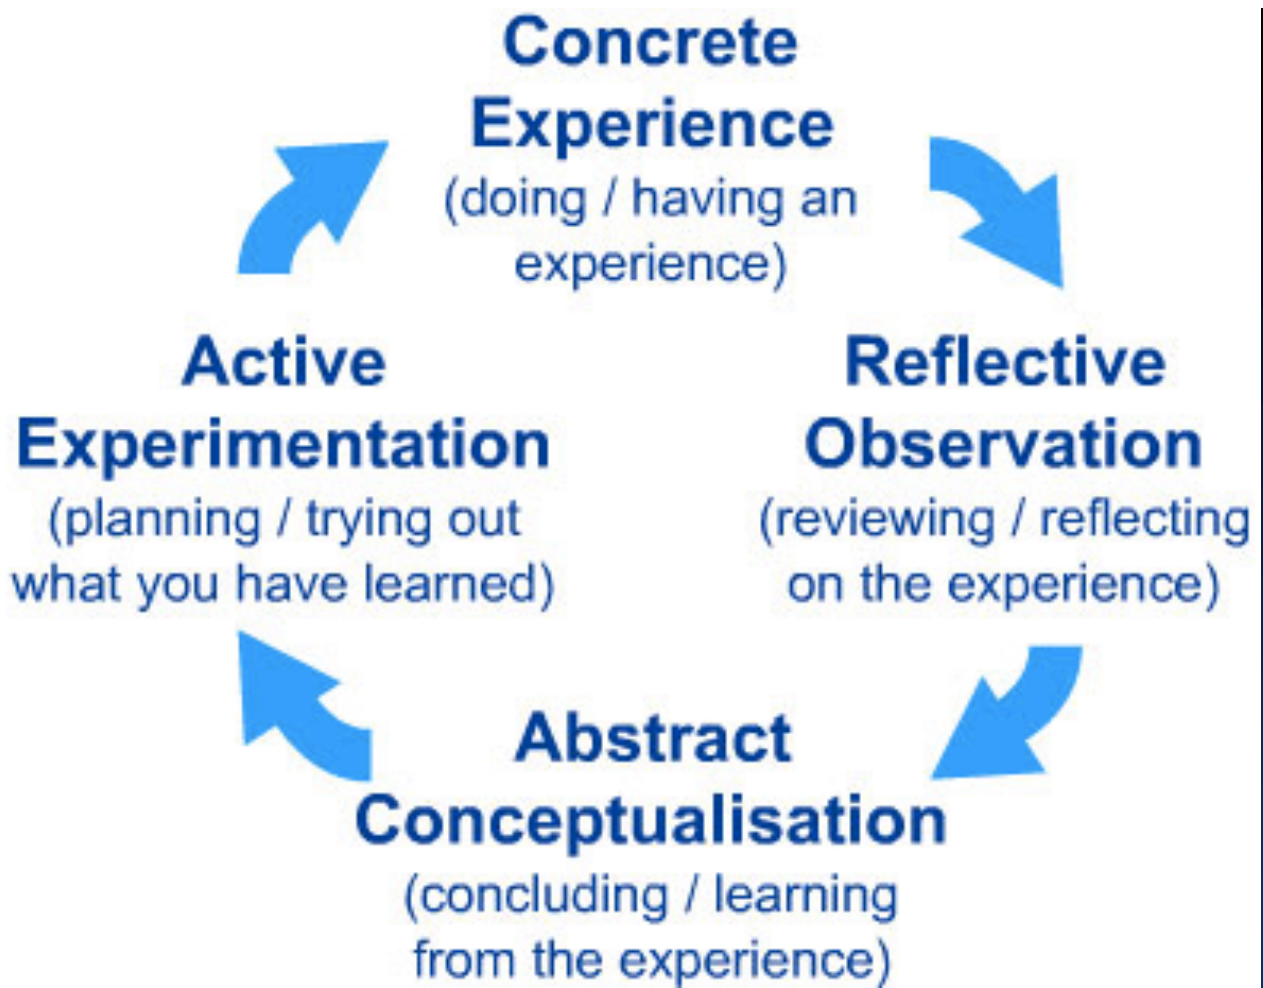 Concrete
Experience
(doing / having an
experience)
Reflective
Observation
(reviewing / reflecting
on the experience)
Abstract
Conceptualisation
(concluding / learning
from the experience)
Active
Experimentation
(planning / trying out
what you have learned)